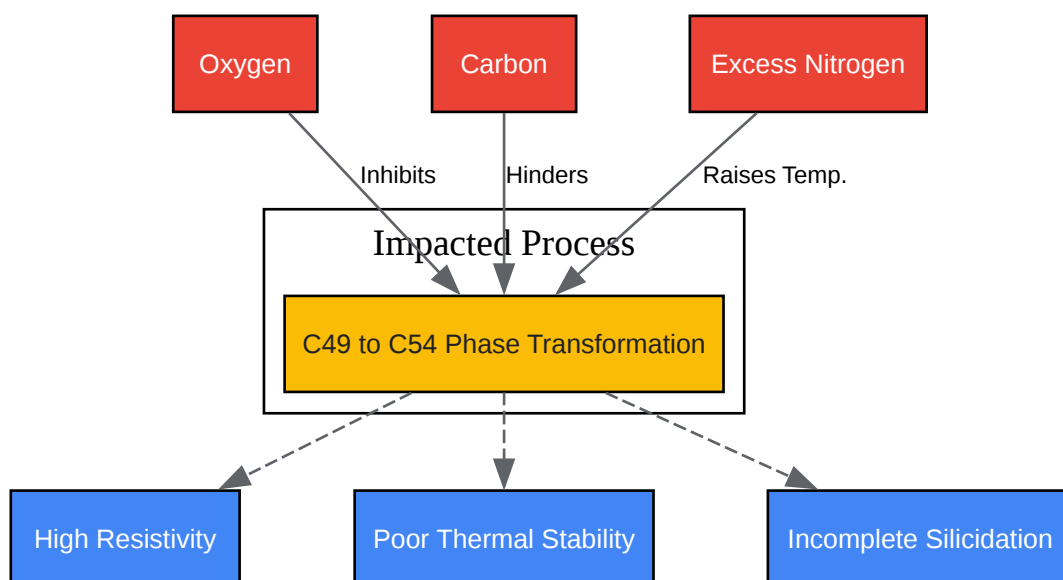 Oxygen
Carbon
Excess Nitrogen
Inhibits
Hinders
Raises Temp.
Impacted Process
C49 to C54 Phase Transformation
High Resistivity
Poor Thermal Stability
Incomplete Silicidation